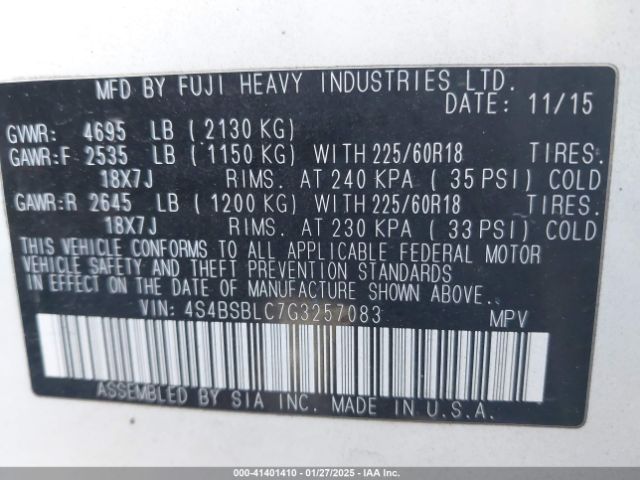 MFD BY FUJI HEAVY INDUSTRIES LTD.
DATE: 11/15
GVWR: 4695 LB (2130 KG)
GAWR:F 2535 LB (1150 KG) WITH 225/60R18 TIRES.
18X7J RIMS. AT 240 KPA (35 PSI) COLD
GAWR:R 2645 LB (1200 KG) WITH 225/60R18 TIRES.
18X7J RIMS. AT 230 KPA (33 PSI) COLD
THIS VEHICLE CONFORMS TO ALL APPLICABLE FEDERAL MOTOR
VEHICLE SAFETY AND THEFT PREVENTION STANDARDS
IN EFFECT ON THE DATE OF MANUFACTURE SHOWN ABOVE.
VIN: 4S4BSBLC7G3257083 MPV
ASSEMBLED BY SIA INC. MADE IN U.S.A.
000-41401410 - 01/27/2025 - IAA Inc.